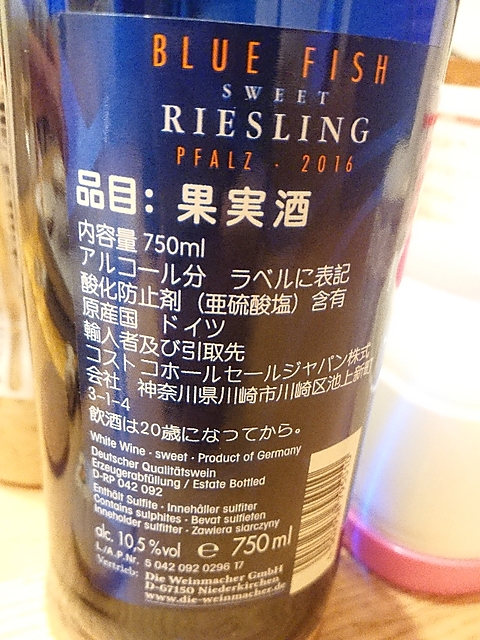 BLUE FISH
SWEET
RIESLING
PFALZ · 2016
品目：果実酒
内容量 750ml
アルコール分 ラベルに表記
酸化防止剤（亜硫酸塩）含有
原産国 ドイツ
輸入者及び引取先
コストコホールセールジャパン株式
会社 神奈川県川崎市川崎区池上新町
3-1-4
飲酒は20歳になってから。
White Wine · sweet · Product of Germany
Deutscher Qualitätswein
Erzeugerabfüllung / Estate Bottled
D-RP 042 092
Enthält Sulfite · Innehåller sulfiter
Contains sulphites · Bevat sulfieten
Inneholder sulfitter · Zawiera siarczyny
alc. 10,5 %vol ℮ 750 ml
L/A.P.Nr. 5 042 092 0296 17
Vertrieb: Die Weinmacher GmbH
D-67150 Niederkirchen
www.die-weinmacher.de